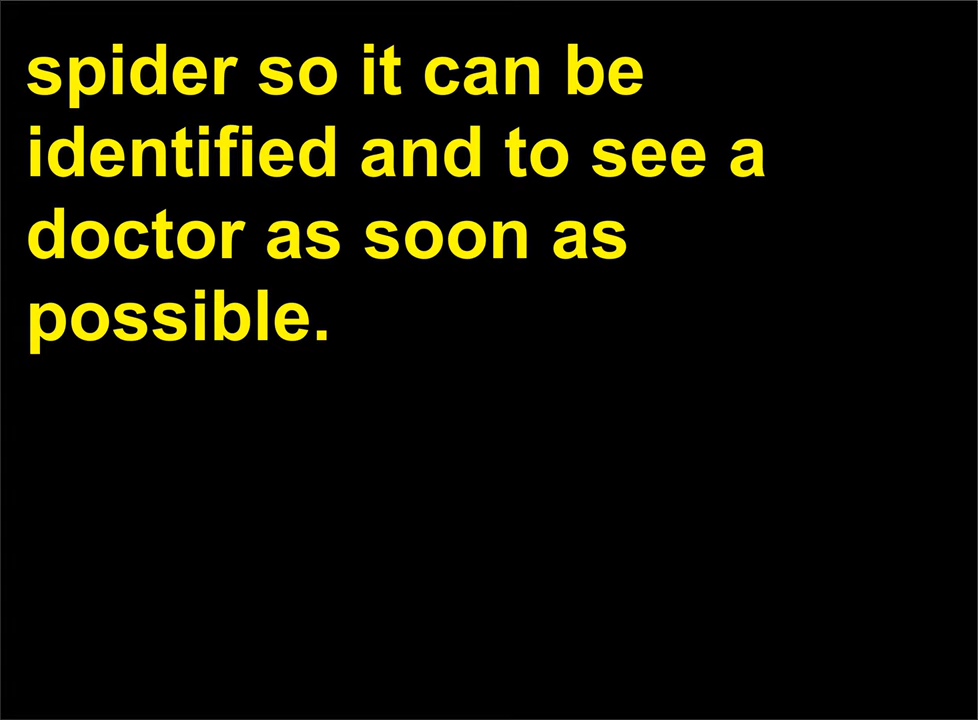 spider so it can be
identified and to see a
doctor as soon as
possible.